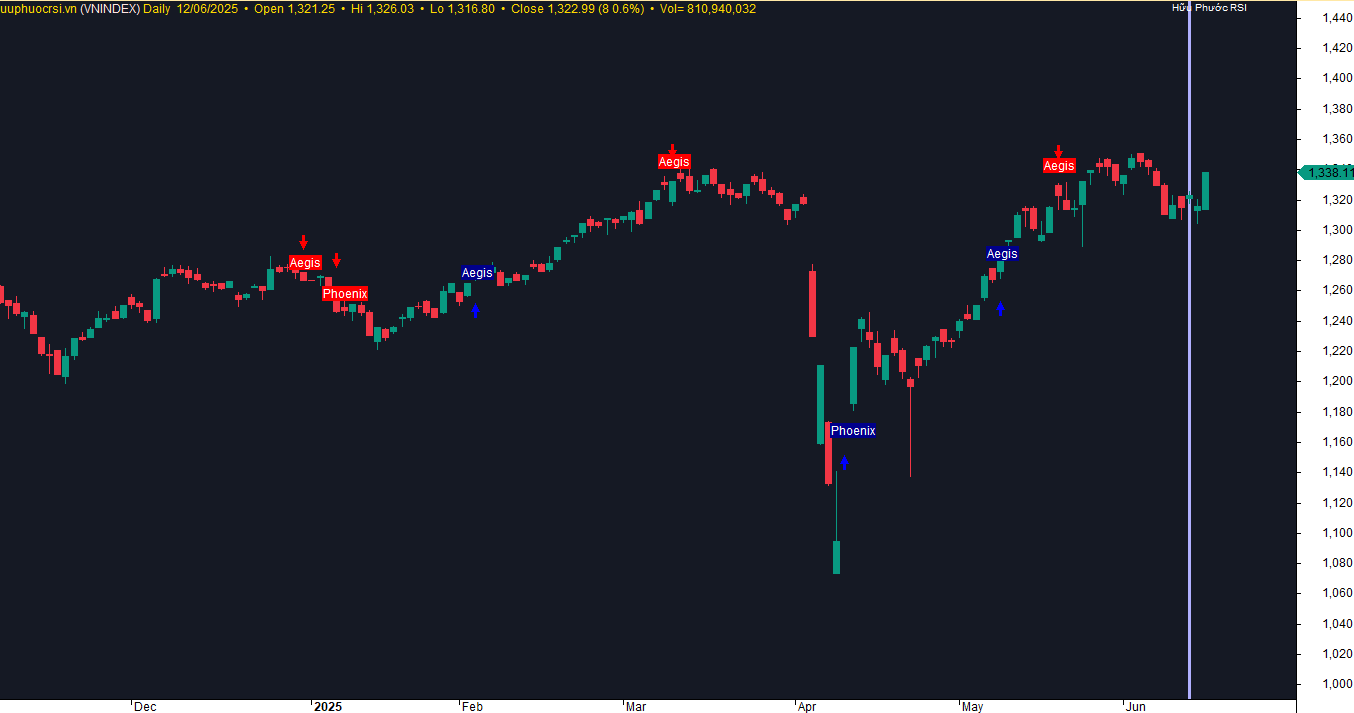 uuphuocrsi.vn (VNINDEX) Daily 12/06/2025 • Open 1,321.25 • Hi 1,326.03 • Lo 1,316.80 • Close 1,322.99 (8 0.6%) • Vol= 810,940,032
Hữu Phước RSI
1,440
1,420
1,400
1,380
1,360
Aegis
Aegis
1,338.11
1,320
1,300
1,280
Aegis
Aegis
Aegis
1,260
Phoenix
1,240
1,220
1,200
1,180
Phoenix
1,160
1,140
1,120
1,100
1,080
1,060
1,040
1,020
1,000
Dec 2025 Feb Mar Apr May Jun